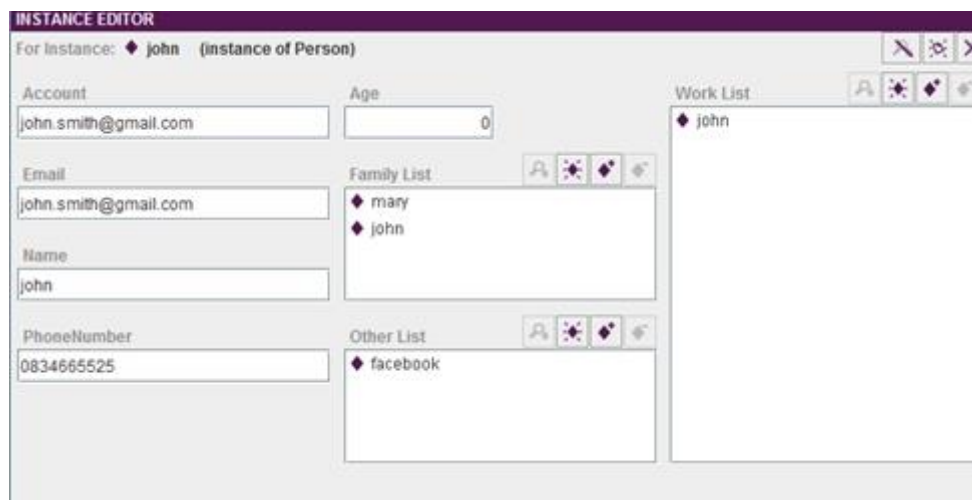 INSTANCE EDITOR
For Instance: john (instance of Person)
Account
john.smith@gmail.com
Email
john.smith@gmail.com
Name
john
PhoneNumber
0834665525
Age
0
Family List
mary
john
Other List
facebook
Work List
john